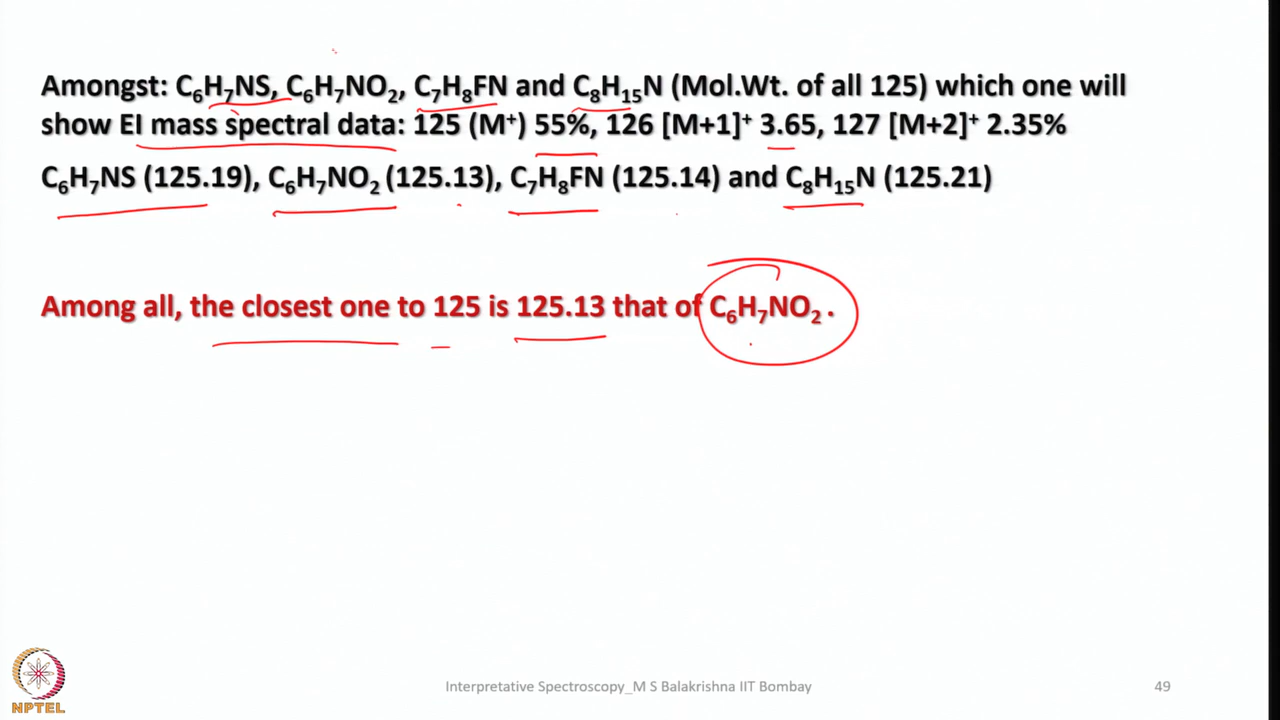 Amongst: C₆H₇NS, C₆H₇NO₂, C₇H₈FN and C₈H₁₅N (Mol.Wt. of all 125) which one will
show EI mass spectral data: 125 (M⁺) 55%, 126 [M+1]⁺ 3.65, 127 [M+2]⁺ 2.35%
C₆H₇NS (125.19), C₆H₇NO₂ (125.13), C₇H₈FN (125.14) and C₈H₁₅N (125.21)
Among all, the closest one to 125 is 125.13 that of C₆H₇NO₂ .
NPTEL
Interpretative Spectroscopy_M S Balakrishna IIT Bombay
49